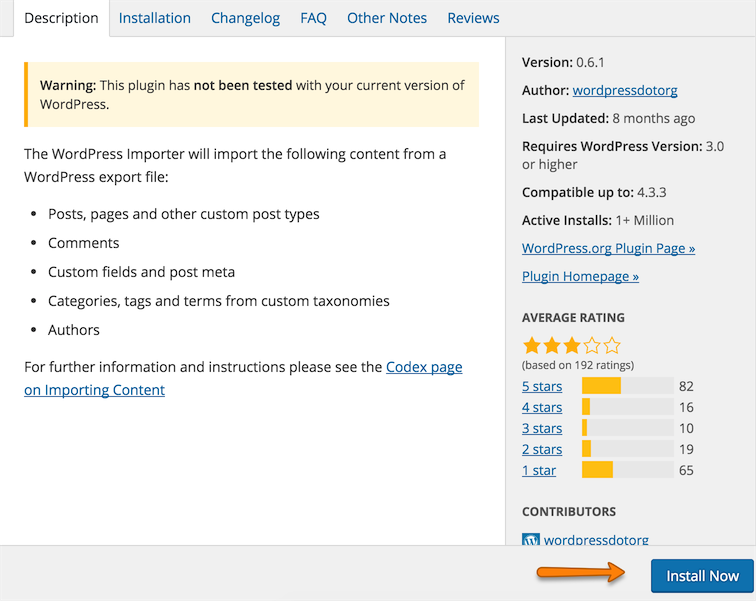 Description
Installation
Changelog
FAQ
Other Notes
Reviews
Warning: This plugin has not been tested with your current version of
WordPress.
The WordPress Importer will import the following content from a
WordPress export file:
• Posts, pages and other custom post types
• Comments
• Custom fields and post meta
• Categories, tags and terms from custom taxonomies
• Authors
For further information and instructions please see the Codex page
on Importing Content
Version: 0.6.1
Author: wordpressdotorg
Last Updated: 8 months ago
Requires WordPress Version: 3.0
or higher
Compatible up to: 4.3.3
Active Installs: 1+ Million
WordPress.org Plugin Page »
Plugin Homepage »
AVERAGE RATING
(based on 192 ratings)
5 stars 82
4 stars 16
3 stars 10
2 stars 19
1 star 65
CONTRIBUTORS
wordpressdotorg
Install Now